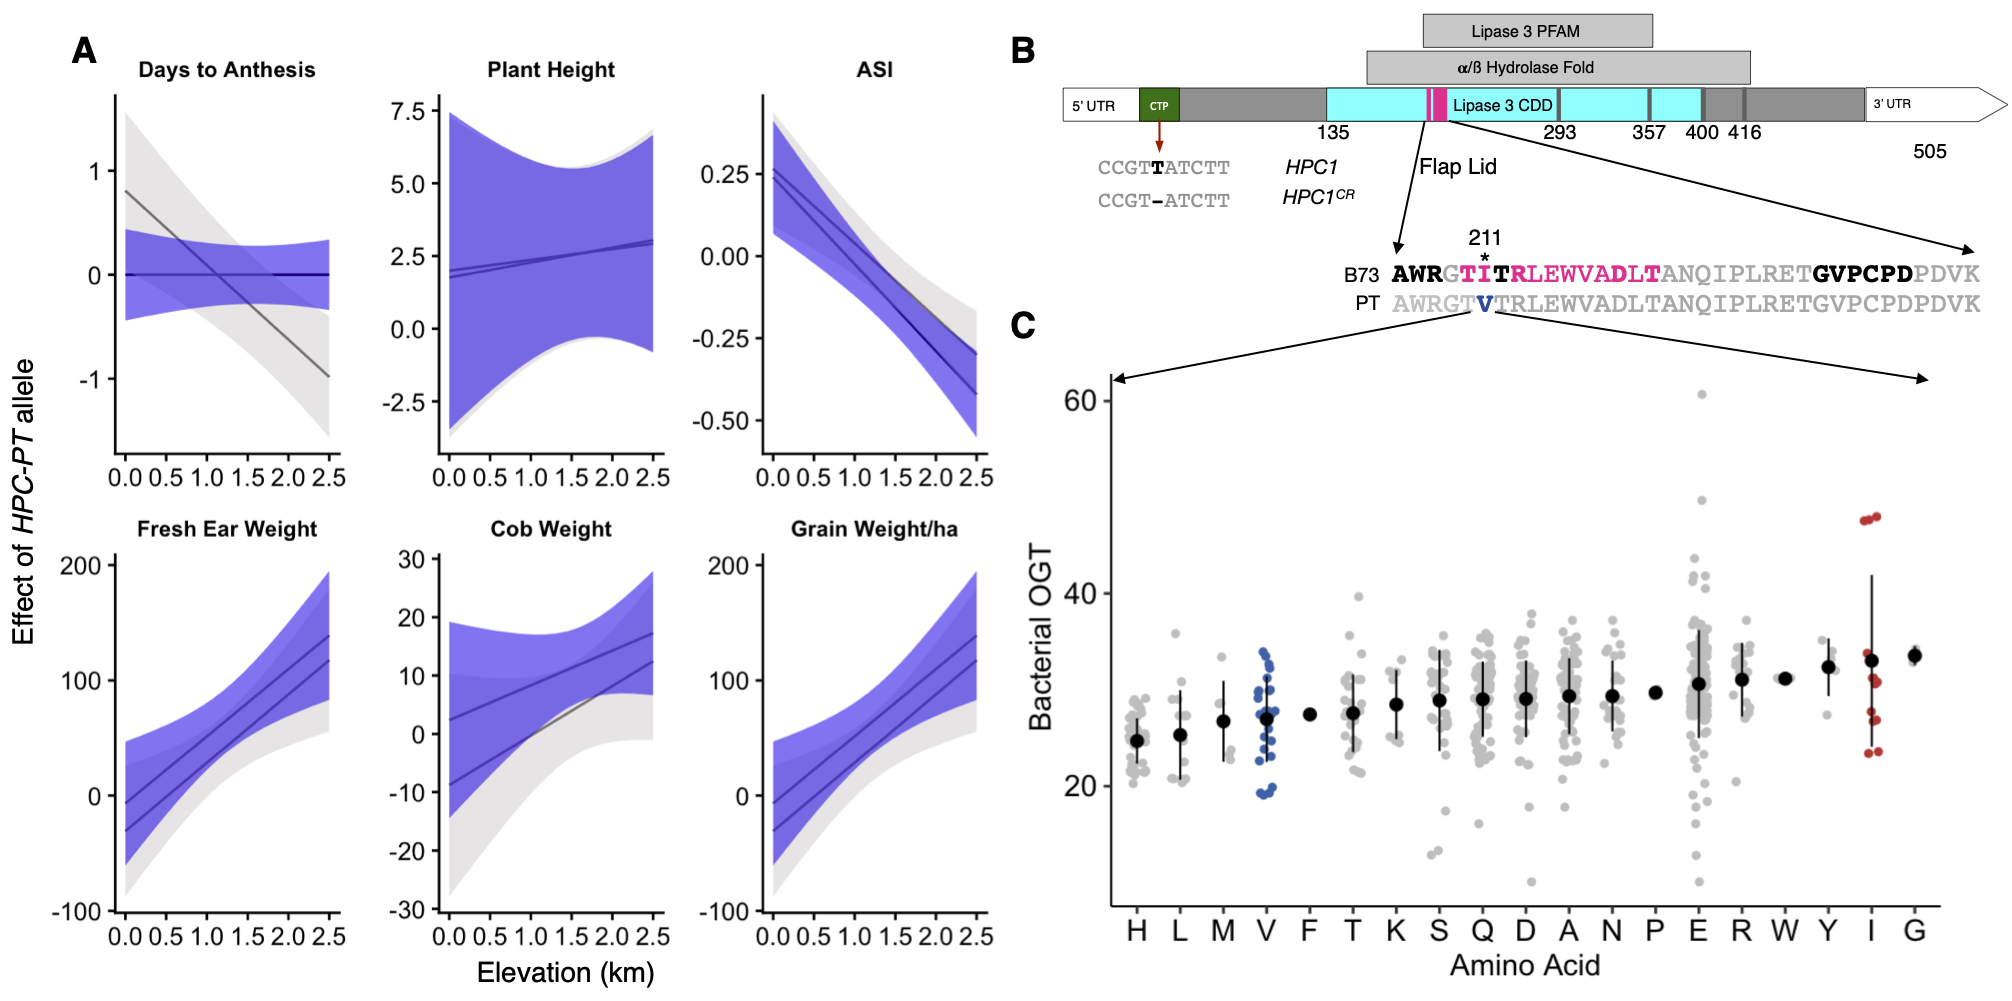 A
Days to Anthesis
Plant Height
ASI
1
0
-1
7.5
5.0
2.5
0.0
-2.5
0.25
0.00
-0.25
-0.50
0.0 0.5 1.0 1.5 2.0 2.5
0.0 0.5 1.0 1.5 2.0 2.5
0.0 0.5 1.0 1.5 2.0 2.5
Effect of HPC-PT allele
Fresh Ear Weight
Cob Weight
Grain Weight/ha
200
100
0
-100
30
20
10
0
-10
-20
-30
200
100
0
-100
0.0 0.5 1.0 1.5 2.0 2.5
0.0 0.5 1.0 1.5 2.0 2.5
0.0 0.5 1.0 1.5 2.0 2.5
Elevation (km)
B
Lipase 3 PFAM
α/ß Hydrolase Fold
5' UTR
CTP
Lipase 3 CDD
3' UTR
135
293
357
400
416
505
CCGTTATCTT
HPC1
CCGT-ATCTT
HPC1CR
Flap Lid
211
*
B73 AWRGTITRLEWVADLTANQIPLRETGVPCPDPDVK
PT AWRGTVTRLEWVADLTANQIPLRETGVPCPDPDVK
C
60
40
20
Bacterial OGT
H L M V F T K S Q D A N P E R W Y I G
Amino Acid